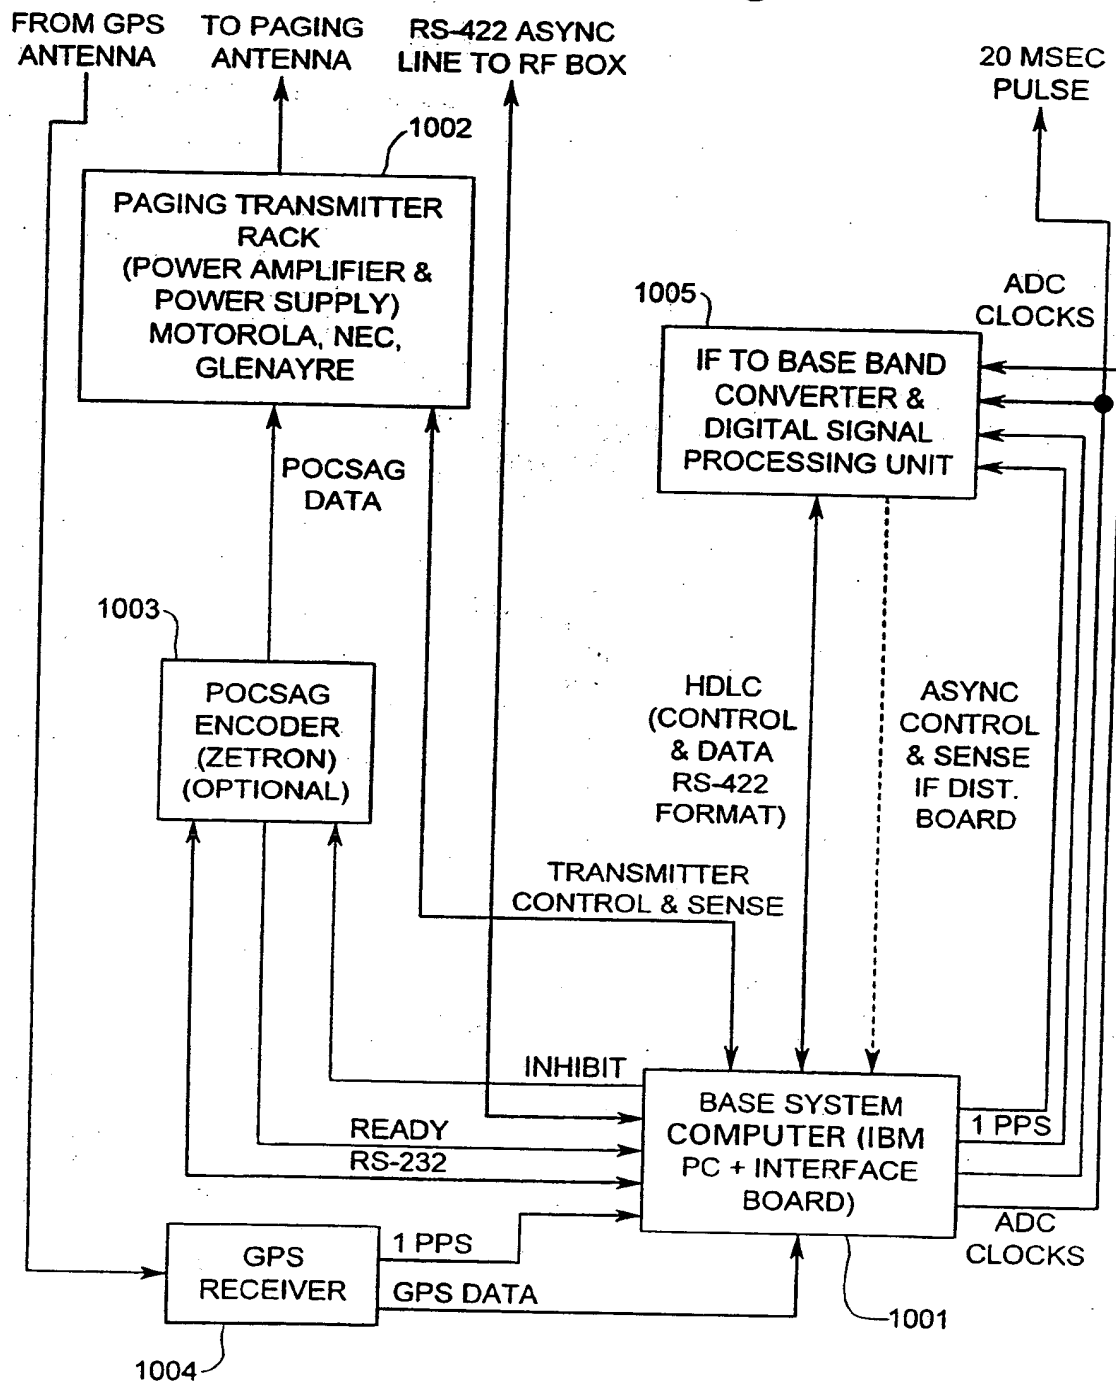 FROM GPS
ANTENNA
TO PAGING
ANTENNA
RS-422 ASYNC
LINE TO RF BOX
20 MSEC
PULSE
1002
PAGING TRANSMITTER
RACK
(POWER AMPLIFIER &
POWER SUPPLY)
MOTOROLA, NEC,
GLENAYRE
1005
ADC
CLOCKS
IF TO BASE BAND
CONVERTER &
DIGITAL SIGNAL
PROCESSING UNIT
POCSAG
DATA
1003
POCSAG
ENCODER
(ZETRON)
(OPTIONAL)
HDLC
(CONTROL
& DATA
RS-422
FORMAT)
ASYNC
CONTROL
& SENSE
IF DIST.
BOARD
TRANSMITTER
CONTROL & SENSE
INHIBIT
READY
RS-232
BASE SYSTEM
COMPUTER (IBM
PC + INTERFACE
BOARD)
1 PPS
ADC
CLOCKS
GPS
RECEIVER
1 PPS
GPS DATA
1001
1004